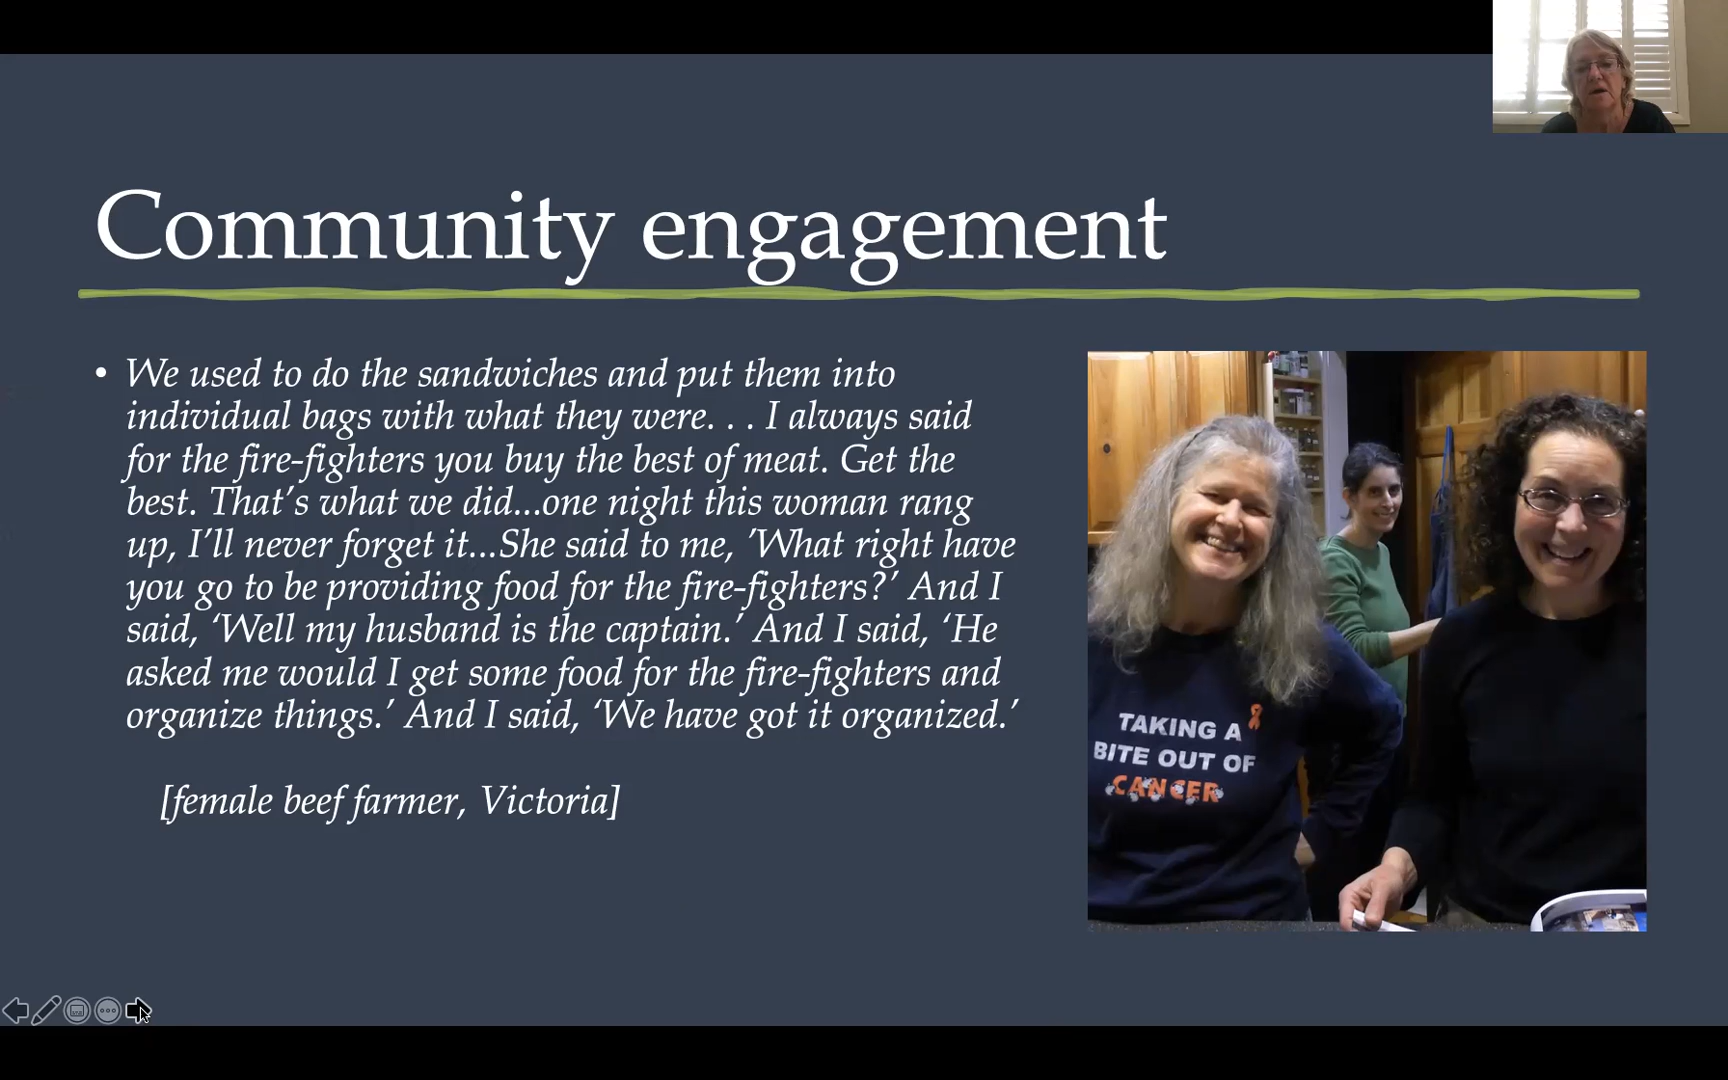 Community engagement
• We used to do the sandwiches and put them into
individual bags with what they were. . . I always said
for the fire-fighters you buy the best of meat. Get the
best. That’s what we did...one night this woman rang
up, I’ll never forget it...She said to me, ’What right have
you go to be providing food for the fire-fighters?’ And I
said, ‘Well my husband is the captain.’ And I said, ‘He
asked me would I get some food for the fire-fighters and
organize things.’ And I said, ‘We have got it organized.’
[female beef farmer, Victoria]
TAKING A
BITE OUT OF
CANCER